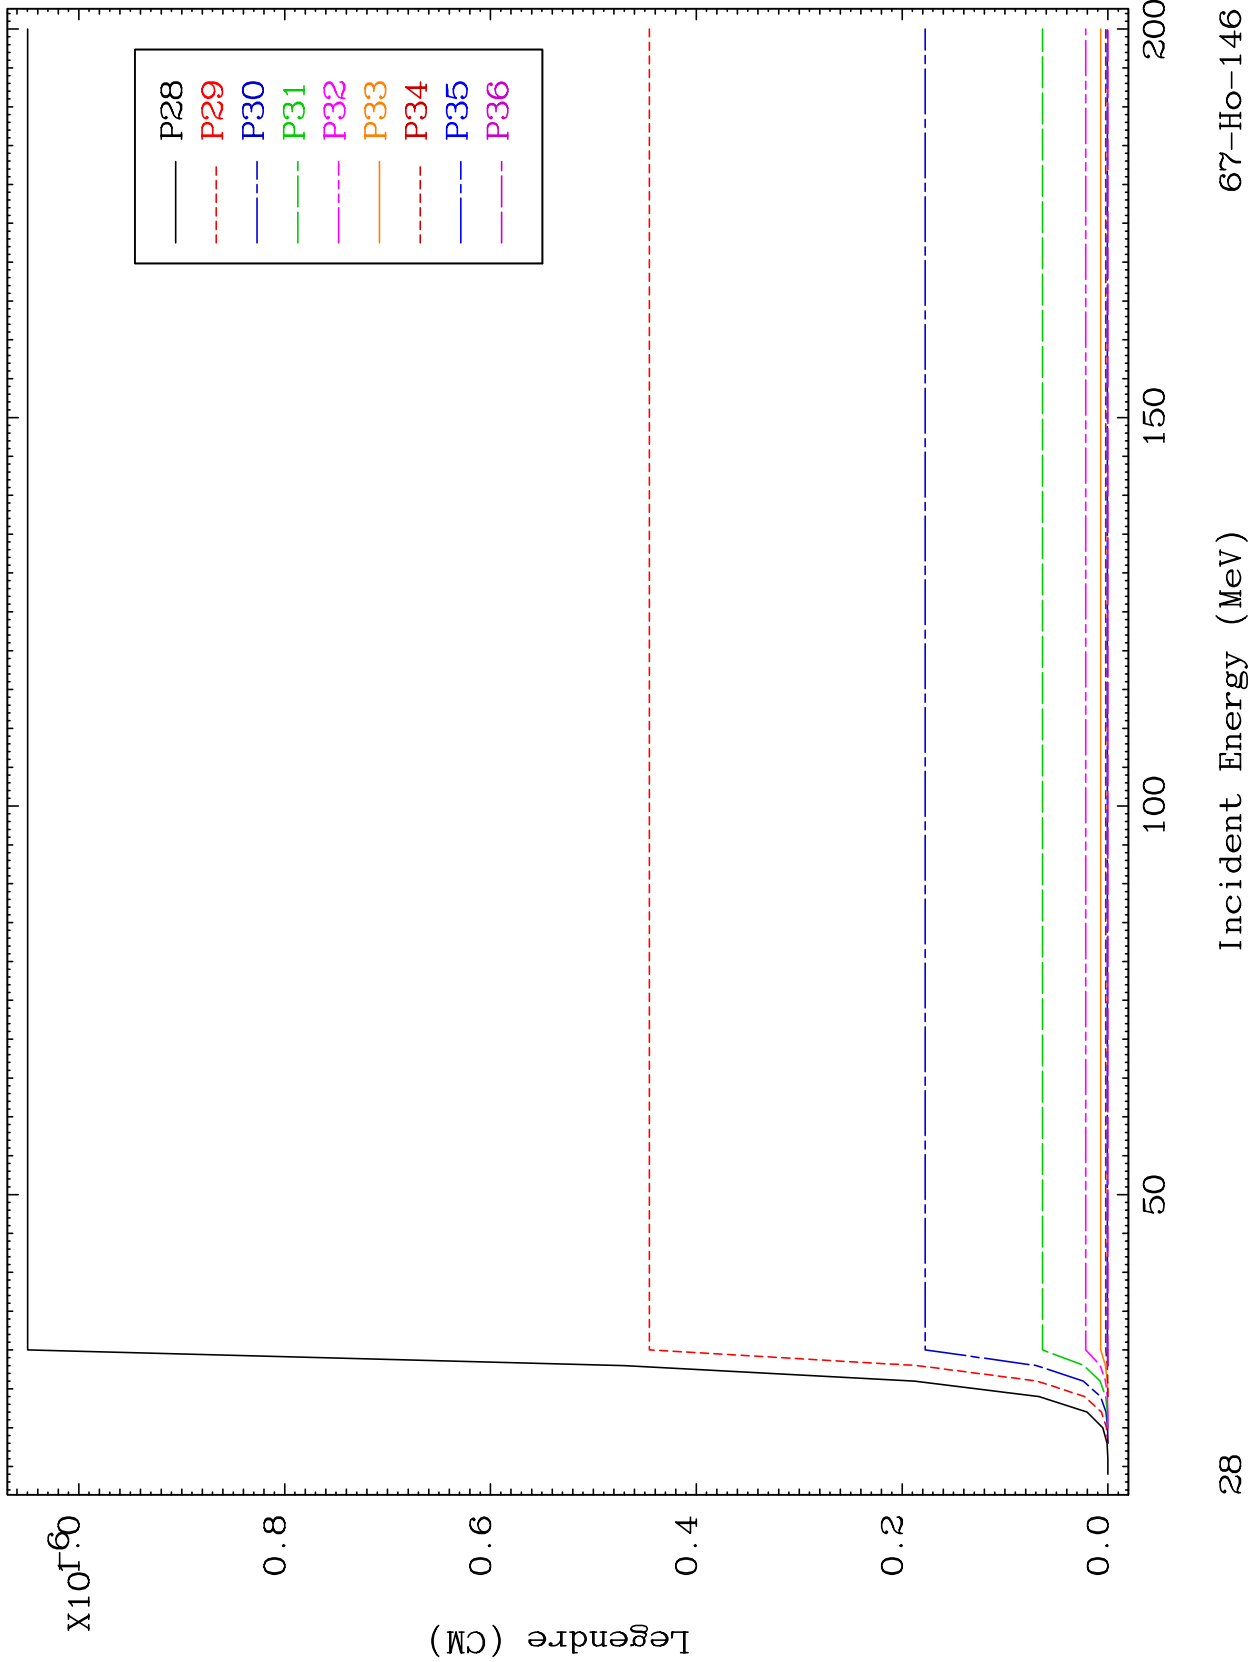 X10-6
Legendre (CM)
1.0
0.8
0.6
0.4
0.2
0.0
P28
P29
P30
P31
P32
P33
P34
P35
P36
50
100
150
200
28
Incident Energy (MeV)
67-Ho-146